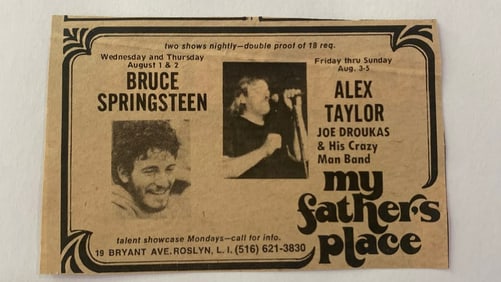 two shows nightly—double proof of 18 req.
Wednesday and Thursday
August 1 & 2
BRUCE
SPRINGSTEEN
Friday thru Sunday
Aug. 3-5
ALEX
TAYLOR
JOE DROUKAS
& His Crazy
Man Band
my
father's
place
talent showcase Mondays—call for info.
19 BRYANT AVE. ROSLYN, L. I. (516) 621-3830